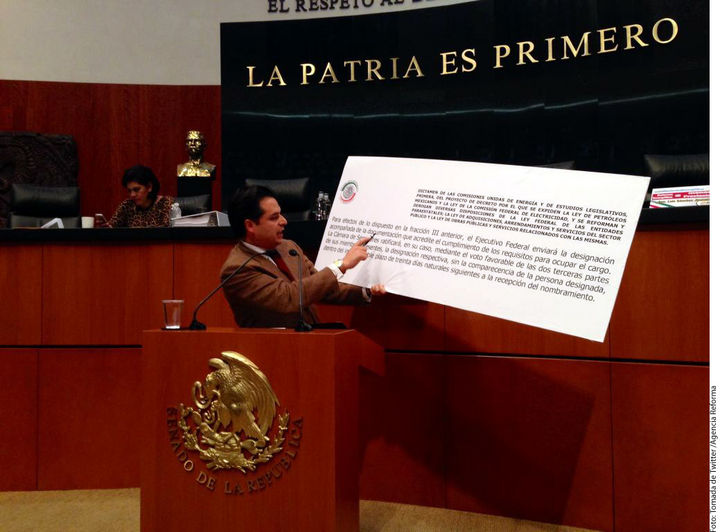 EL RESPETO AL DE
LA PATRIA ES PRIMERO
DICTAMEN DE LAS COMISIONES UNIDAS DE ENERGÍA Y DE ESTUDIOS LEGISLATIVOS,
PRIMERA, DEL PROYECTO DE DECRETO POR EL QUE SE EXPIDEN LA LEY DE PETRÓLEOS
MEXICANOS Y LA LEY DE LA COMISIÓN FEDERAL DE ELECTRICIDAD, Y SE REFORMAN Y
DEROGAN DIVERSAS DISPOSICIONES DE LA LEY FEDERAL DE LAS ENTIDADES
PARAESTATALES; LA LEY DE ADQUISICIONES, ARRENDAMIENTOS Y SERVICIOS DEL SECTOR
PÚBLICO Y LA LEY DE OBRAS PÚBLICAS Y SERVICIOS RELACIONADOS CON LAS MISMAS.
Para efectos de lo dispuesto en la fracción III anterior, el Ejecutivo Federal enviará la designación
acompañada de la documentación que acredite el cumplimiento de los requisitos para ocupar el cargo.
La Cámara de Se ratificará, en su caso, mediante el voto favorable de las dos terceras partes
de sus miembros presentes, la designación respectiva, sin la comparecencia de la persona designada,
dentro del plazo de treinta días naturales siguientes a la recepción del nombramiento.
SENADO DE LA REPÚBLICA
Foto: Tomada de Twitter /Agencia Reforma